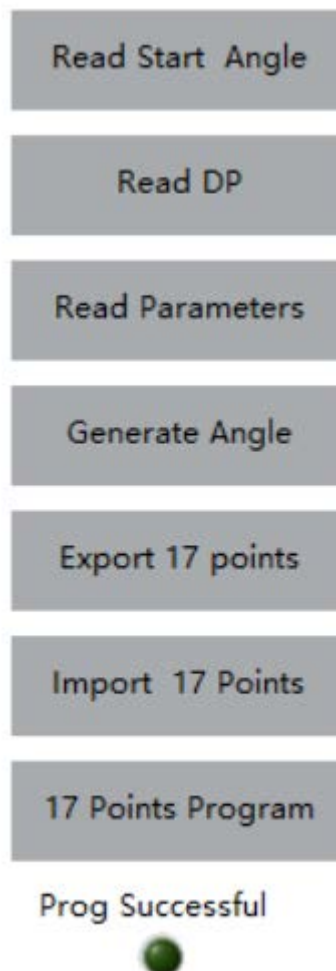 Read Start  Angle
Read DP
Read Parameters
Generate Angle
Export 17 points
Import  17 Points
17 Points Program
Prog Successful